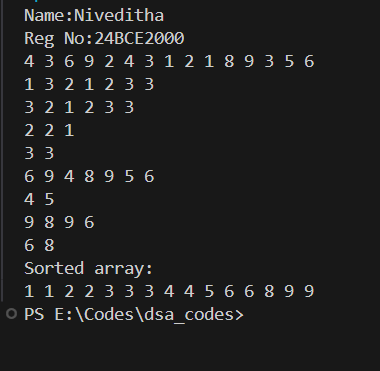 Name:Niveditha
Reg No:24BCE2000
4 3 6 9 2 4 3 1 2 1 8 9 3 5 6
1 3 2 1 2 3 3
3 2 1 2 3 3
2 2 1
3 3
6 9 4 8 9 5 6
4 5
9 8 9 6
6 8
Sorted array:
1 1 2 2 3 3 3 4 4 5 6 6 8 9 9
PS E:\Codes\dsa_codes>